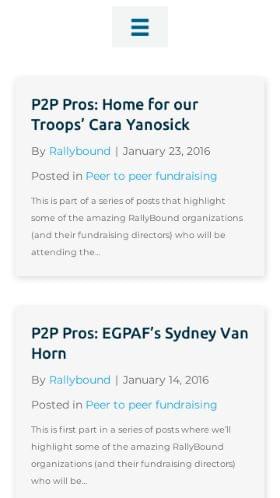 P2P Pros: Home for our
Troops’ Cara Yanosick
By Rallybound | January 23, 2016
Posted in Peer to peer fundraising
This is part of a series of posts that highlight
some of the amazing RallyBound organizations
(and their fundraising directors) who will be
attending the…
P2P Pros: EGPAF’s Sydney Van
Horn
By Rallybound | January 14, 2016
Posted in Peer to peer fundraising
This is first part in a series of posts where we’ll
highlight some of the amazing RallyBound
organizations (and their fundraising directors)
who will be…